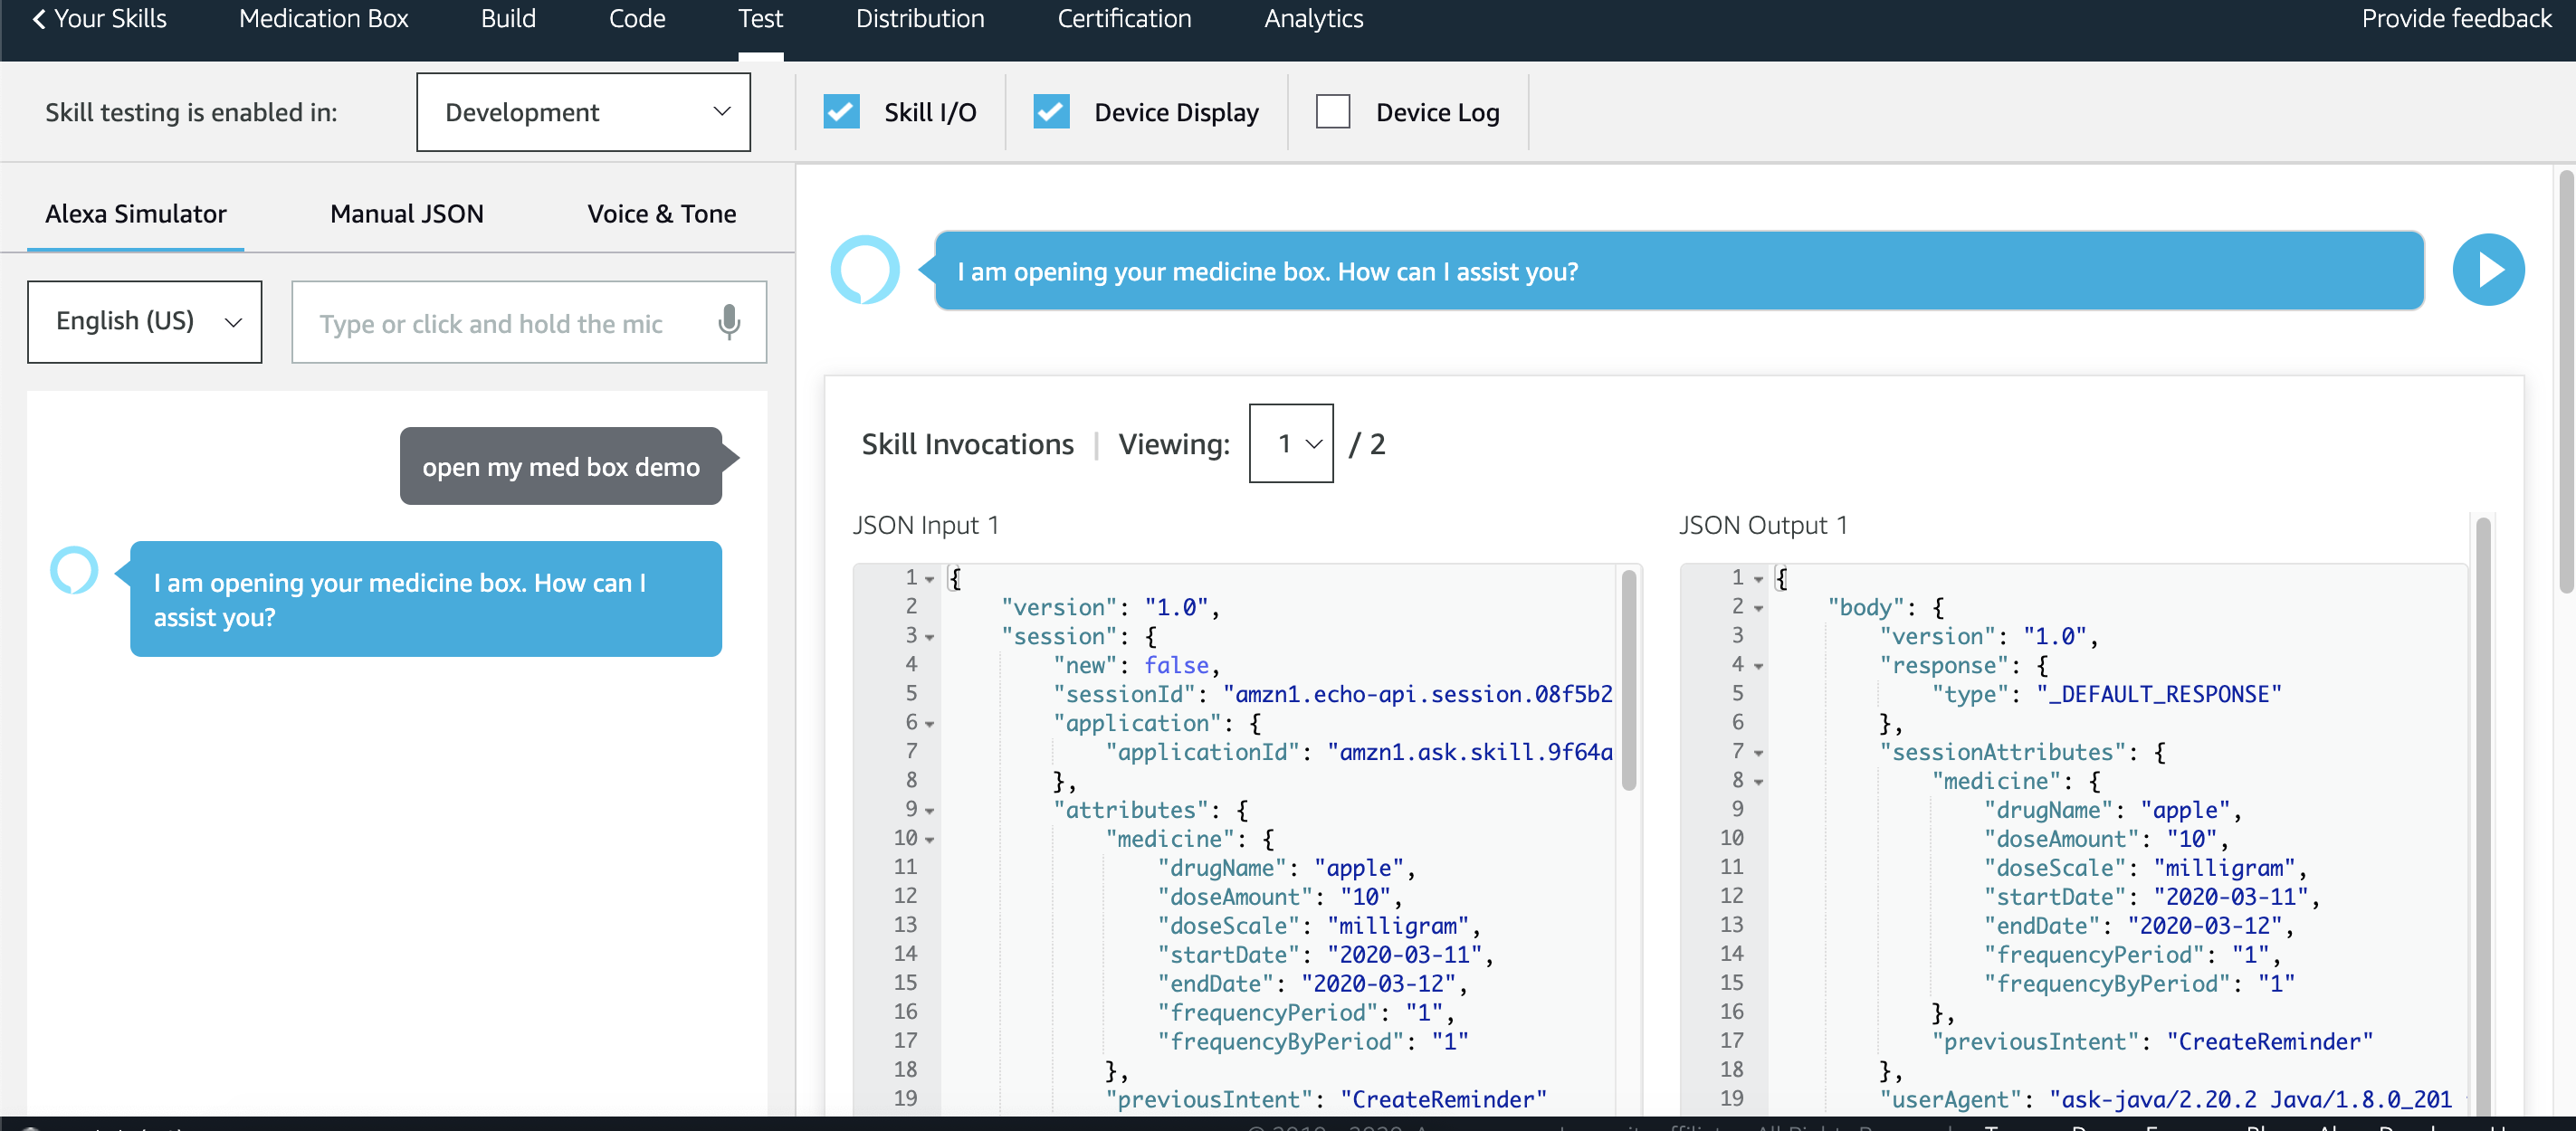 Your Skills Medication Box Build Code Test Distribution Certification Analytics Provide feedback
Skill testing is enabled in: Development Skill I/O Device Display Device Log
Alexa Simulator Manual JSON Voice & Tone
English (US) Type or click and hold the mic
open my med box demo
I am opening your medicine box. How can I
assist you?
I am opening your medicine box. How can I assist you?
Skill Invocations | Viewing: 1 / 2
JSON Input 1
1 {
2 "version": "1.0",
3 "session": {
4 "new": false,
5 "sessionId": "amzn1.echo-api.session.08f5b2
6 "application": {
7 "applicationId": "amzn1.ask.skill.9f64a
8 },
9 "attributes": {
10 "medicine": {
11 "drugName": "apple",
12 "doseAmount": "10",
13 "doseScale": "milligram",
14 "startDate": "2020-03-11",
15 "endDate": "2020-03-12",
16 "frequencyPeriod": "1",
17 "frequencyByPeriod": "1"
18 },
19 "previousIntent": "CreateReminder"
JSON Output 1
1 {
2 "body": {
3 "version": "1.0",
4 "response": {
5 "type": "_DEFAULT_RESPONSE"
6 },
7 "sessionAttributes": {
8 "medicine": {
9 "drugName": "apple",
10 "doseAmount": "10",
11 "doseScale": "milligram",
12 "startDate": "2020-03-11",
13 "endDate": "2020-03-12",
14 "frequencyPeriod": "1",
15 "frequencyByPeriod": "1"
16 },
17 "previousIntent": "CreateReminder"
18 },
19 "userAgent": "ask-java/2.20.2 Java/1.8.0_201